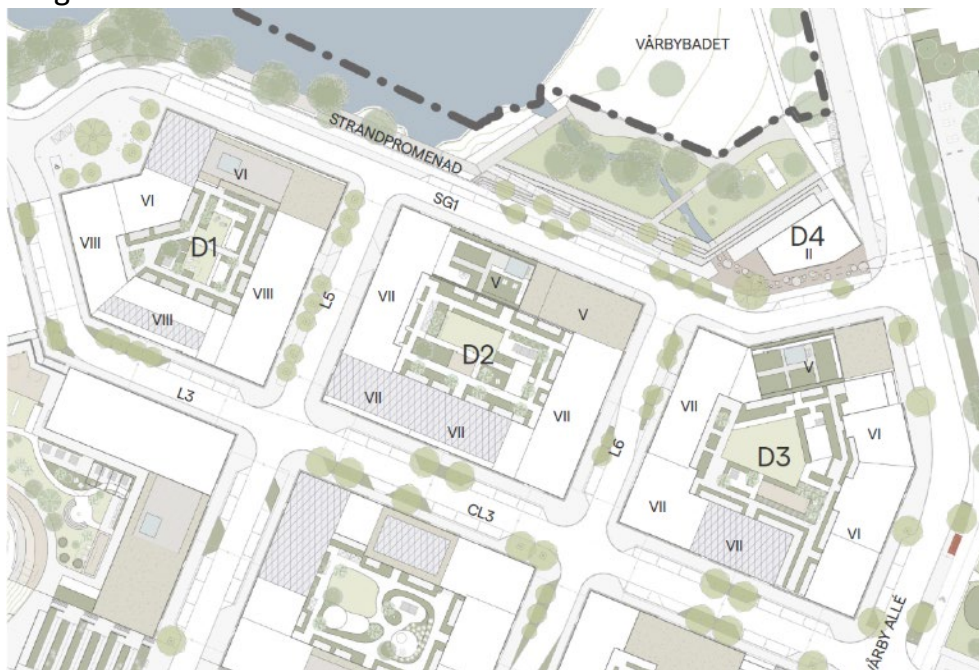 VÅRBYBADET
STRANDPROMENAD
SG1
D4
II
VI
VI
D1
VIII
VIII
VIII
L5
VII
V
V
D2
VII
VII
VII
L3
L6
CL3
V
VII
VI
D3
VII
VII
VI
VÅRBY ALLÉ